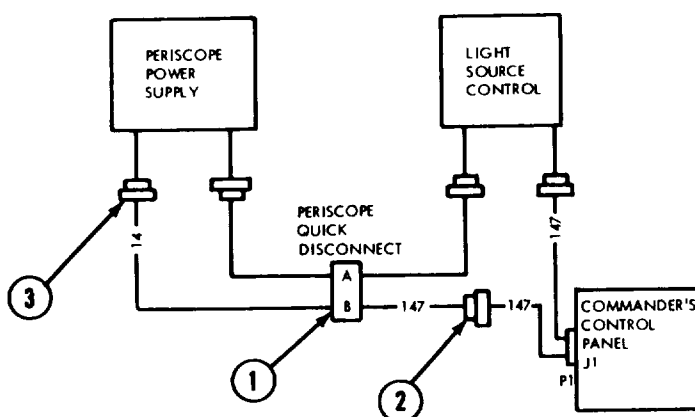 PERISCOPE
POWER
SUPPLY
LIGHT
SOURCE
CONTROL
PERISCOPE
QUICK
DISCONNECT
A
B
14
147
147
147
COMMANDER'S
CONTROL
PANEL
J1
P1
3
1
2